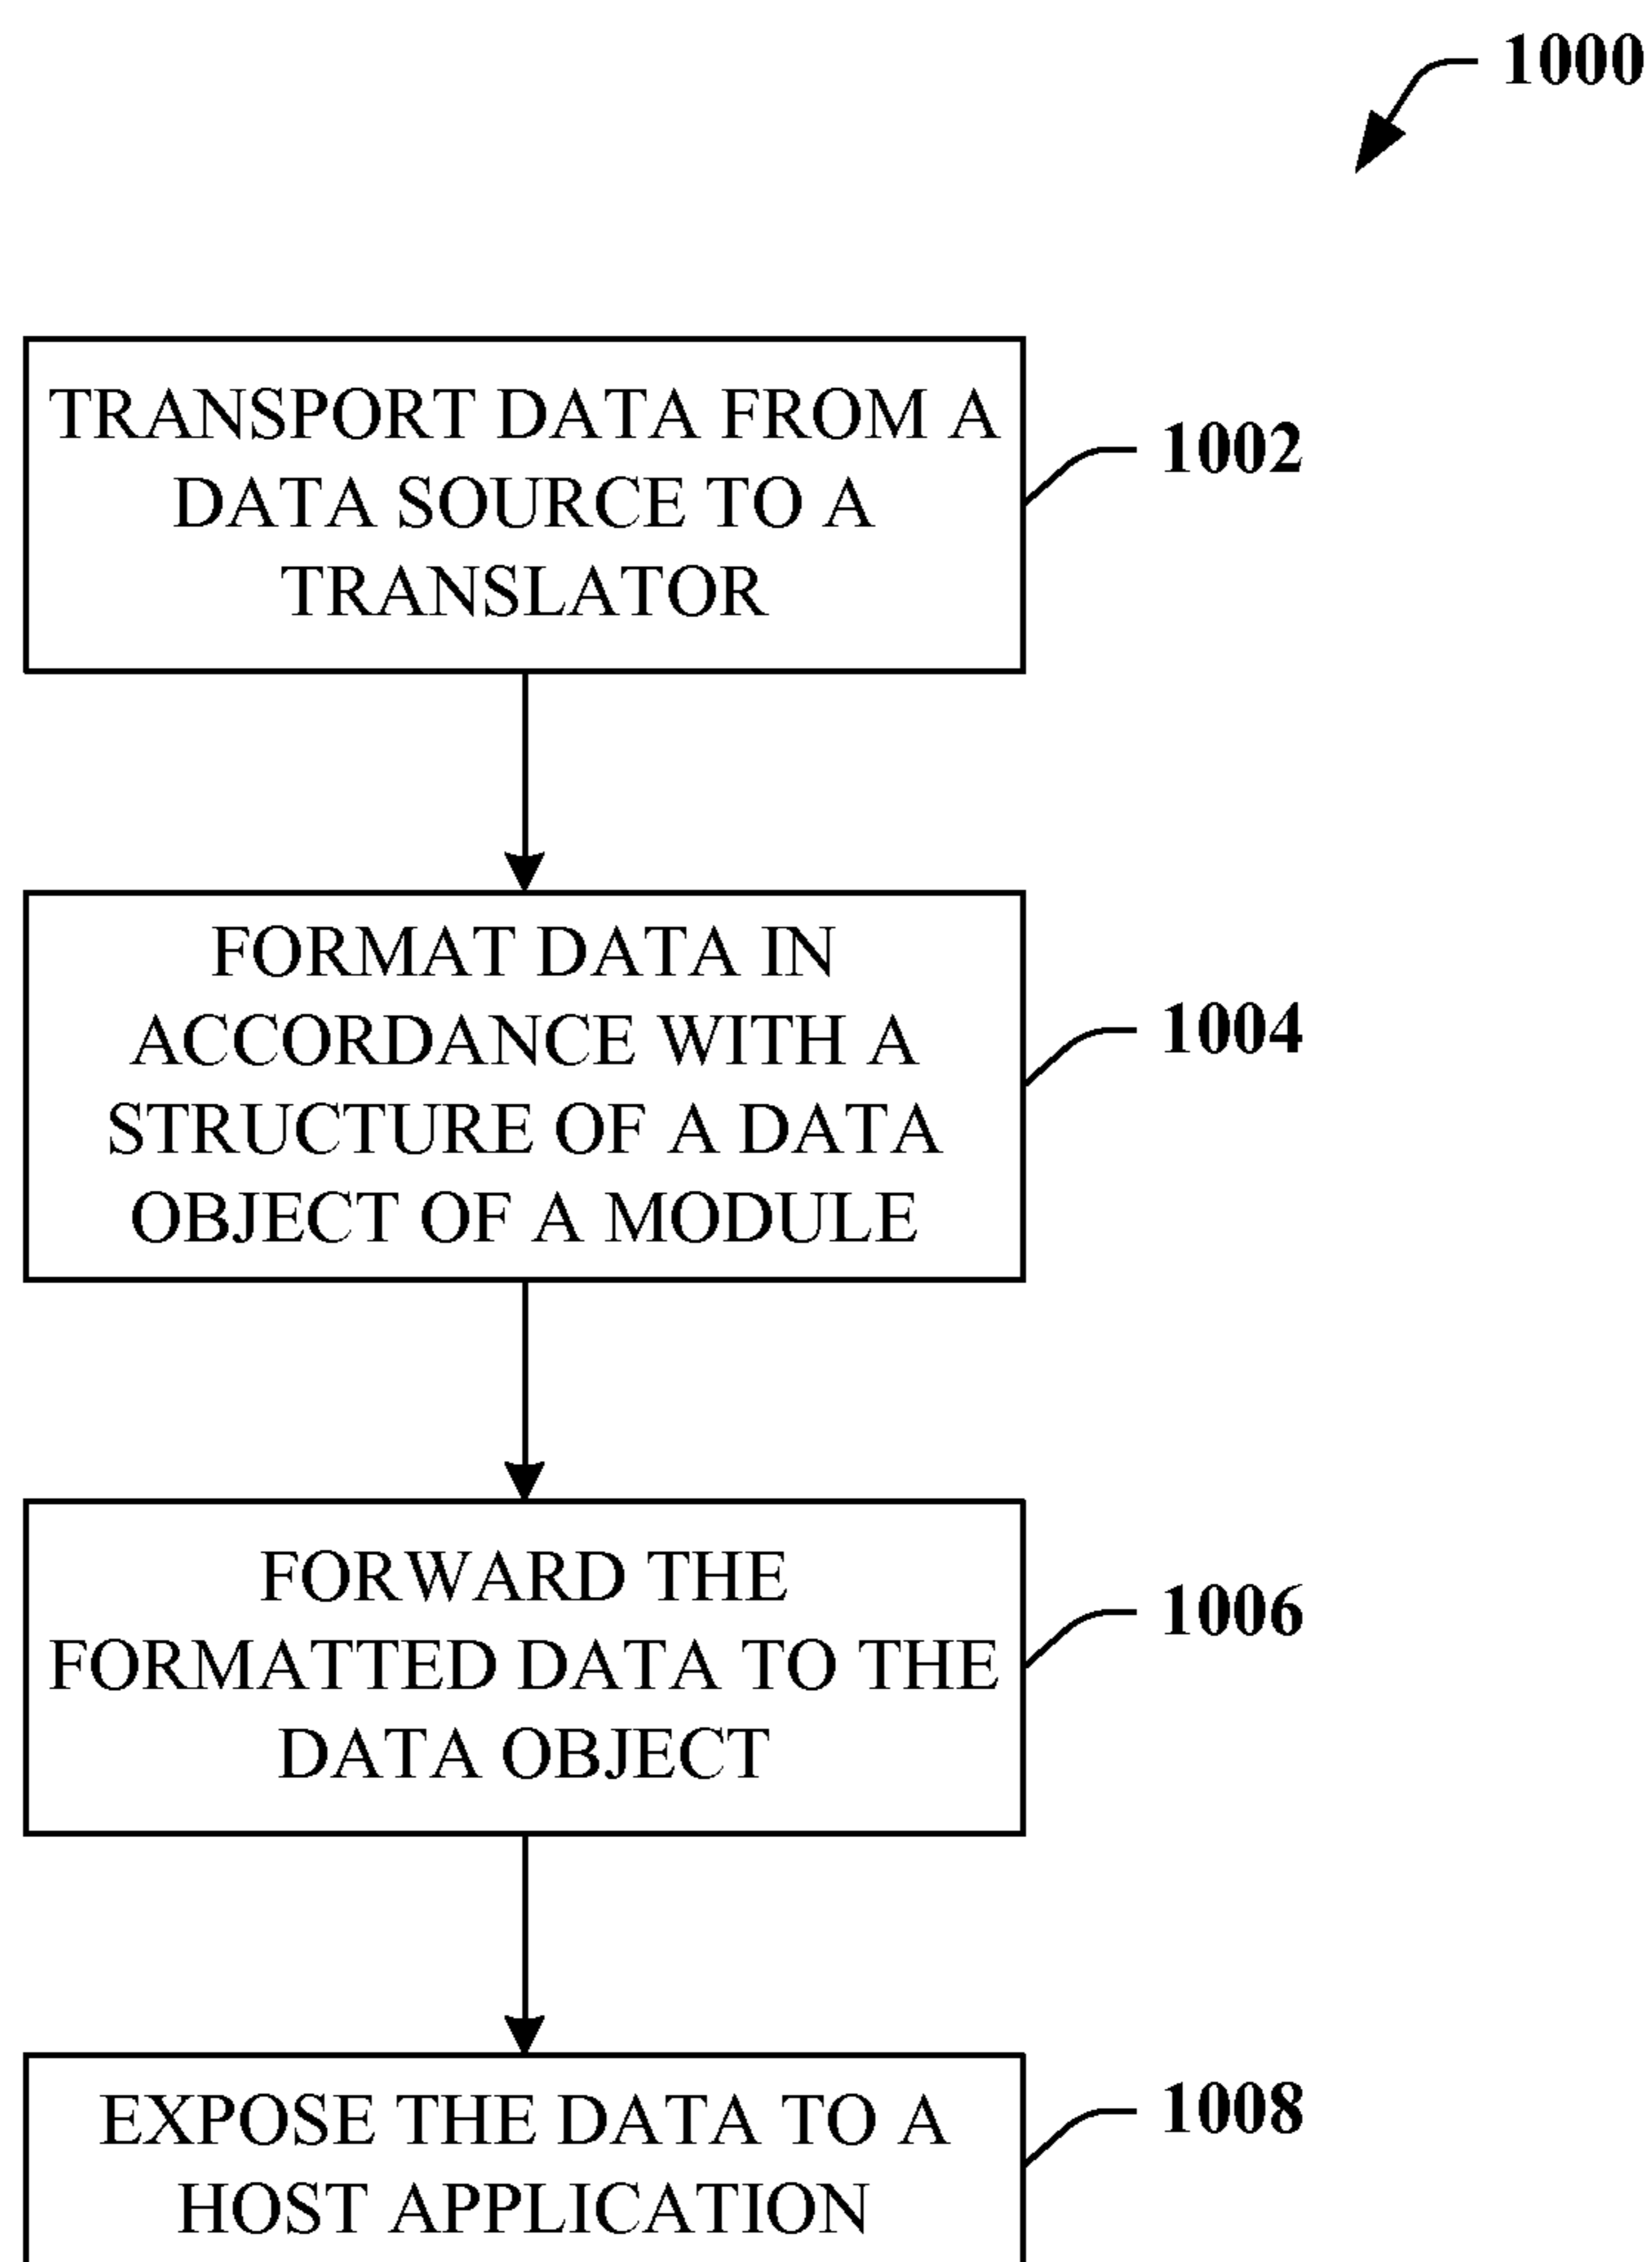 1000
TRANSPORT DATA FROM A
DATA SOURCE TO A
TRANSLATOR
1002
FORMAT DATA IN
ACCORDANCE WITH A
STRUCTURE OF A DATA
OBJECT OF A MODULE
1004
FORWARD THE
FORMATTED DATA TO THE
DATA OBJECT
1006
EXPOSE THE DATA TO A
HOST APPLICATION
1008